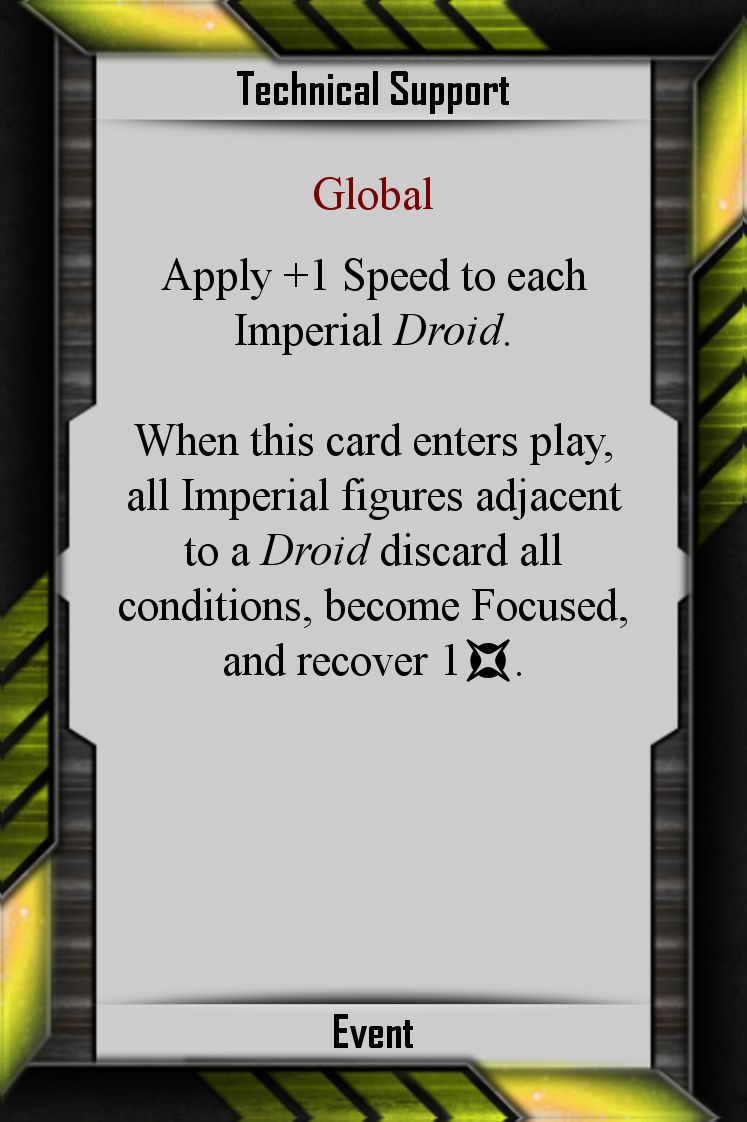 Technical Support
Global
Apply +1 Speed to each
Imperial Droid.
When this card enters play,
all Imperial figures adjacent
to a Droid discard all
conditions, become Focused,
and recover 1.
Event